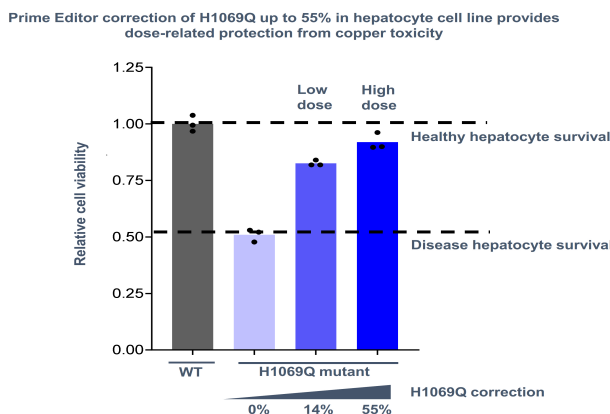 Prime Editor correction of H1069Q up to 55% in hepatocyte cell line provides
dose-related protection from copper toxicity
1.25
1.00
0.75
0.50
0.25
0.00
Relative cell viability
Low
dose
High
dose
Healthy hepatocyte survival
Disease hepatocyte survival
WT
H1069Q mutant
H1069Q correction
0% 14% 55%